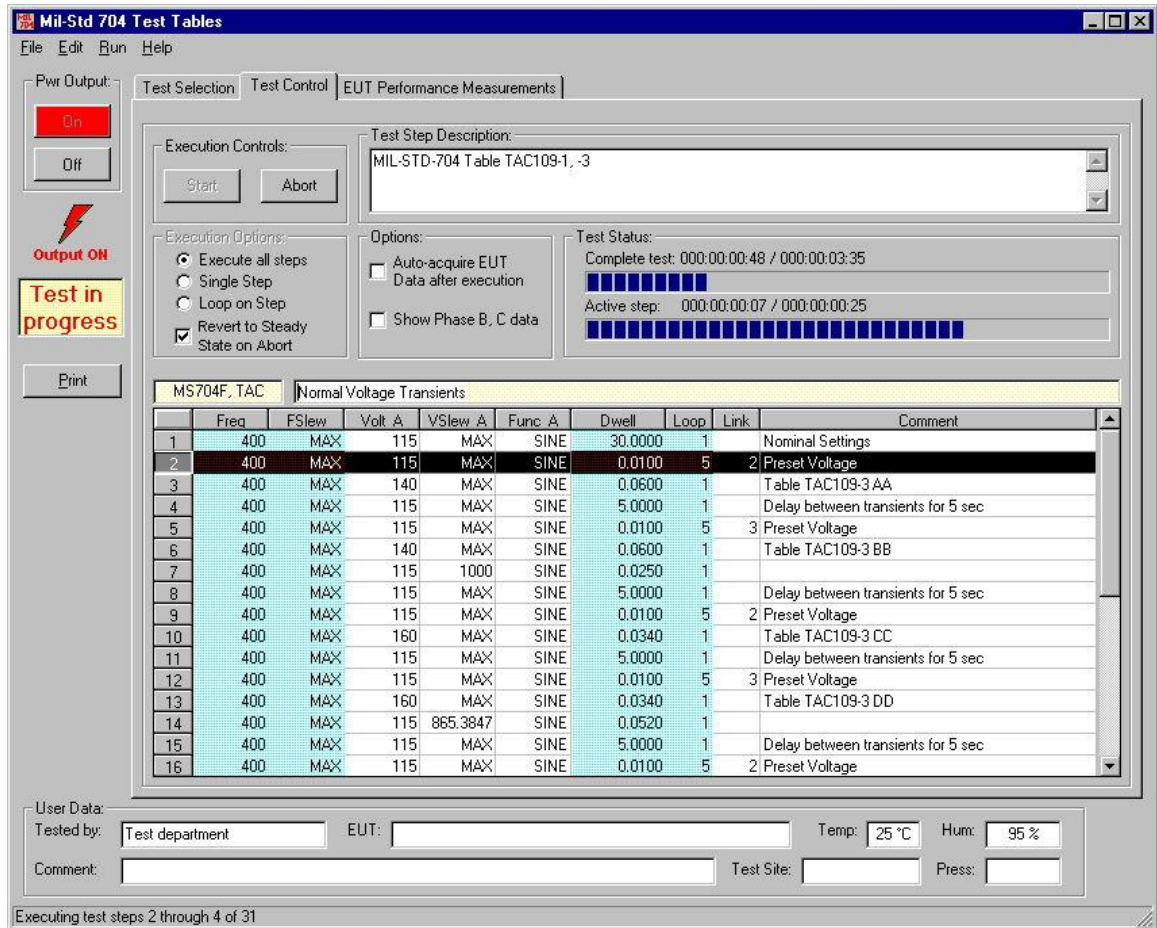 Mil-Std 704 Test Tables
File Edit Run Help
Pwr Output:
On
Off
Output ON
Test in
progress
Print
Test Selection Test Control EUT Performance Measurements
Execution Controls:
Start Abort
Test Step Description:
MIL-STD-704 Table TAC109-1, -3
Execution Options:
Execute all steps
Single Step
Loop on Step
Revert to Steady
State on Abort
Options:
Auto-acquire EUT
Data after execution
Show Phase B, C data
Test Status:
Complete test: 000:00:00:48 / 000:00:03:35
Active step: 000:00:00:07 / 000:00:00:25
MS704F, TAC Normal Voltage Transients
Freq FSlew Volt A VSlew A Func A Dwell Loop Link Comment
1 400 MAX 115 MAX SINE 30.0000 1 Nominal Settings
2 400 MAX 115 MAX SINE 0.0100 5 2 Preset Voltage
3 400 MAX 140 MAX SINE 0.0600 1 Table TAC109-3 AA
4 400 MAX 115 MAX SINE 5.0000 1 Delay between transients for 5 sec
5 400 MAX 115 MAX SINE 0.0100 5 3 Preset Voltage
6 400 MAX 140 MAX SINE 0.0600 1 Table TAC109-3 BB
7 400 MAX 115 1000 SINE 0.0250 1
8 400 MAX 115 MAX SINE 5.0000 1 Delay between transients for 5 sec
9 400 MAX 115 MAX SINE 0.0100 5 2 Preset Voltage
10 400 MAX 160 MAX SINE 0.0340 1 Table TAC109-3 CC
11 400 MAX 115 MAX SINE 5.0000 1 Delay between transients for 5 sec
12 400 MAX 115 MAX SINE 0.0100 5 3 Preset Voltage
13 400 MAX 160 MAX SINE 0.0340 1 Table TAC109-3 DD
14 400 MAX 115 865.3847 SINE 0.0520 1
15 400 MAX 115 MAX SINE 5.0000 1 Delay between transients for 5 sec
16 400 MAX 115 MAX SINE 0.0100 5 2 Preset Voltage
User Data:
Tested by: Test department EUT: Temp: 25 °C Hum: 95 %
Comment: Test Site: Press:
Executing test steps 2 through 4 of 31